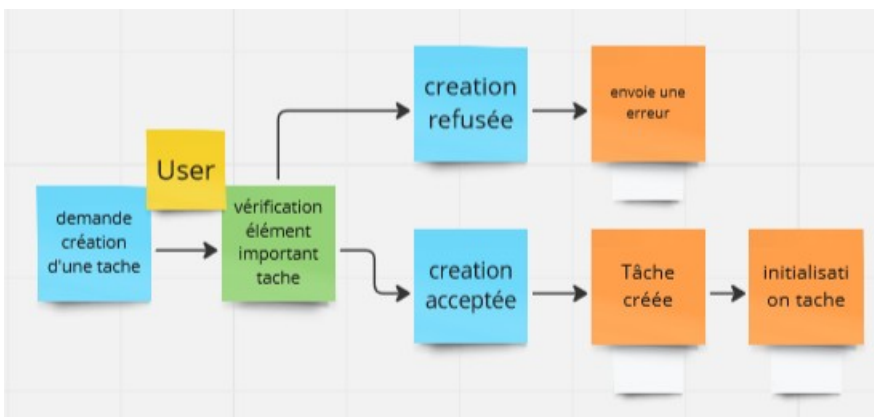 User
demande
création
d'une tache
vérification
élément
important
tache
creation
refusée
envoie une
erreur
creation
acceptée
Tâche
créée
initialisati
on tache